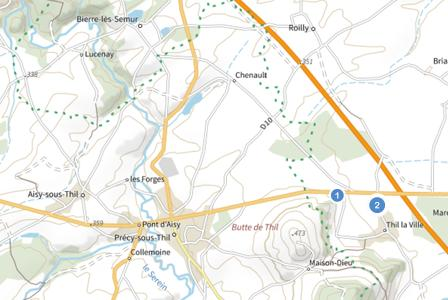 Bierre-lès-Semur
Roilly
Lucenay
351
Bria
338
Chenault
D10
les Forges
Aisy-sous-Thil
1
2
359
Pont d'Aisy
Butte de Thil
Marc
Thil la Ville
Précy-sous-Thil
473
Collemoine
Maison-Dieu
le Serein